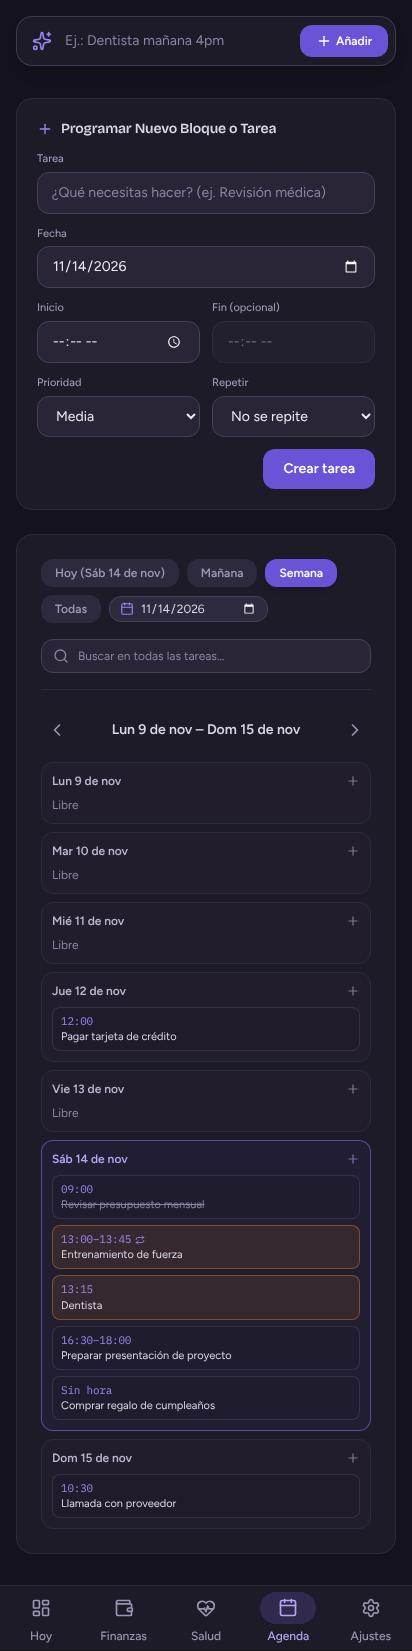 Ej.: Dentista mañana 4pm
+ Añadir
+ Programar Nuevo Bloque o Tarea
Tarea
¿Qué necesitas hacer? (ej. Revisión médica)
Fecha
11/14/2026
Inicio Fin (opcional)
--:-- -- --:-- --
Prioridad Repetir
Media No se repite
Crear tarea
Hoy (Sáb 14 de nov) Mañana Semana
Todas 11/14/2026
Buscar en todas las tareas...
Lun 9 de nov – Dom 15 de nov
Lun 9 de nov +
Libre
Mar 10 de nov +
Libre
Mié 11 de nov +
Libre
Jue 12 de nov +
12:00
Pagar tarjeta de crédito
Vie 13 de nov +
Libre
Sáb 14 de nov +
09:00
Revisar presupuesto mensual
13:00–13:45
Entrenamiento de fuerza
13:15
Dentista
16:30–18:00
Preparar presentación de proyecto
Sin hora
Comprar regalo de cumpleaños
Dom 15 de nov +
10:30
Llamada con proveedor
Hoy Finanzas Salud Agenda Ajustes